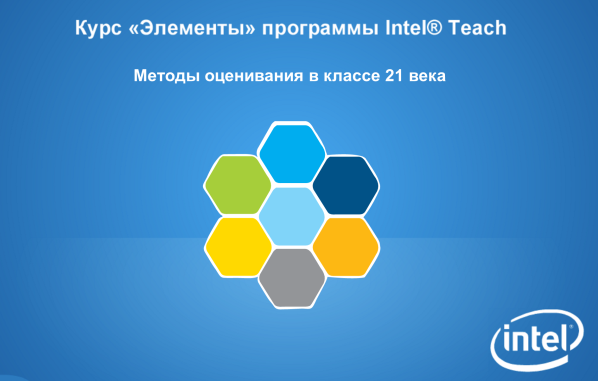 Курс «Элементы» программы Intel® Teach
Методы оценивания в классе 21 века
intel®